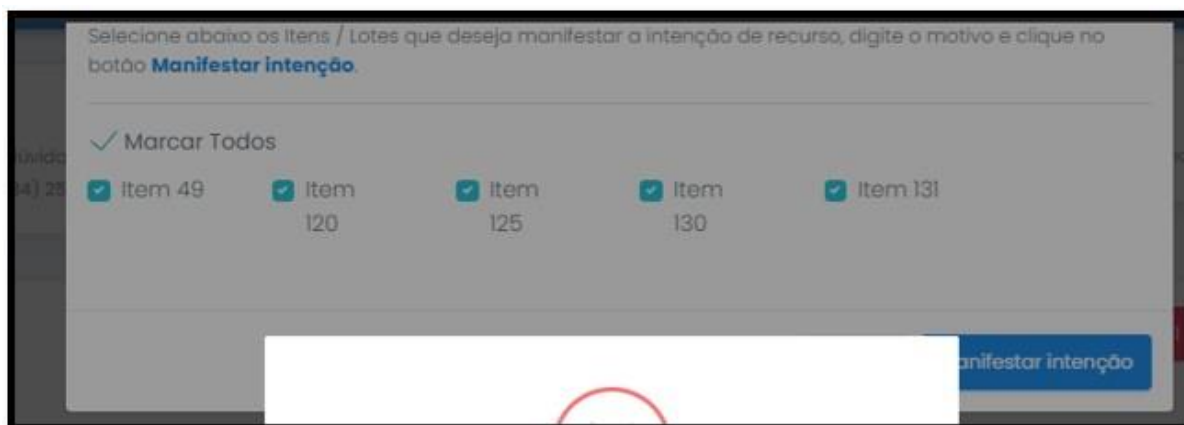 Selecione abaixo os Itens / Lotes que deseja manifestar a intenção de recurso, digite o motivo e clique no
botão Manifestar intenção.
Marcar Todos
Item 49
Item
120
Item
125
Item
130
Item 131
anifestar intenção